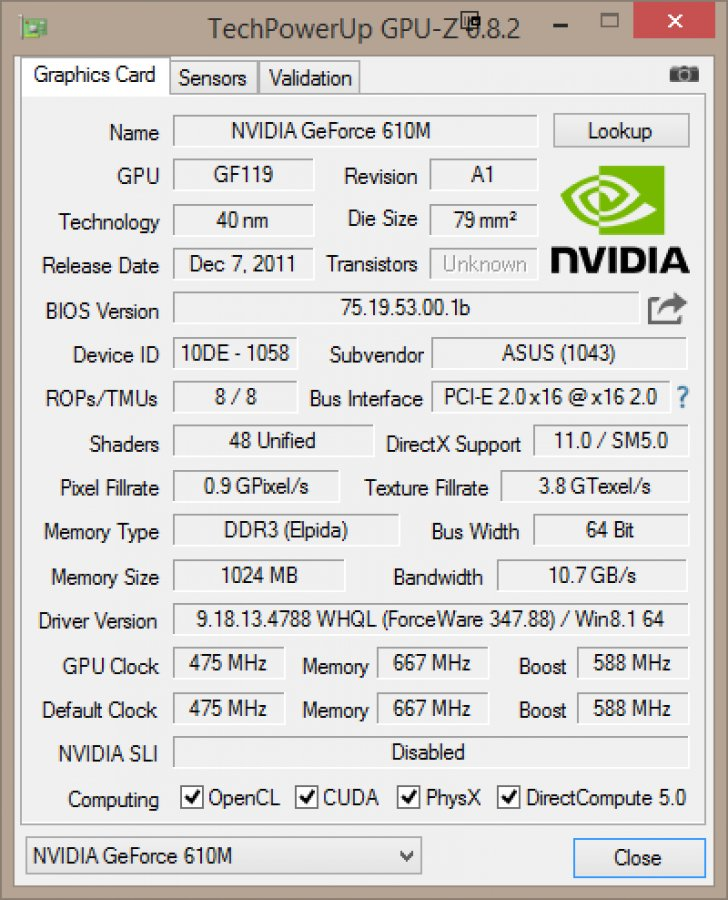 TechPowerUp GPU-Z 0.8.2
Graphics Card Sensors Validation
Name NVIDIA GeForce 610M Lookup
GPU GF119 Revision A1
Technology 40 nm Die Size 79 mm²
Release Date Dec 7, 2011 Transistors Unknown
NVIDIA
BIOS Version 75.19.53.00.1b
Device ID 10DE - 1058 Subvendor ASUS (1043)
ROPs/TMUs 8 / 8 Bus Interface PCI-E 2.0 x16 @ x16 2.0 ?
Shaders 48 Unified DirectX Support 11.0 / SM5.0
Pixel Fillrate 0.9 GPixel/s Texture Fillrate 3.8 GTexel/s
Memory Type DDR3 (Elpida) Bus Width 64 Bit
Memory Size 1024 MB Bandwidth 10.7 GB/s
Driver Version 9.18.13.4788 WHQL (ForceWare 347.88) / Win8.1 64
GPU Clock 475 MHz Memory 667 MHz Boost 588 MHz
Default Clock 475 MHz Memory 667 MHz Boost 588 MHz
NVIDIA SLI Disabled
Computing OpenCL CUDA PhysX DirectCompute 5.0
NVIDIA GeForce 610M Close